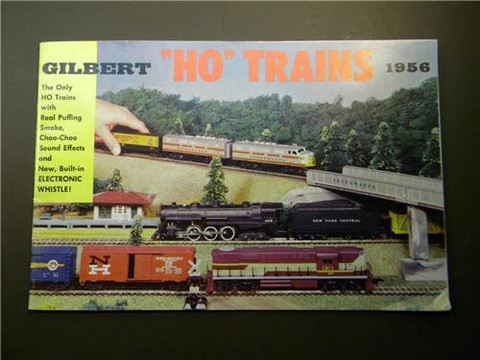 GILBERT "HO" TRAINS 1956
The Only
HO Trains
with
Real Puffing
Smoke,
Choo-Choo
Sound Effects
and
New, Built-in
ELECTRONIC
WHISTLE!
NEW YORK CENTRAL
N
H